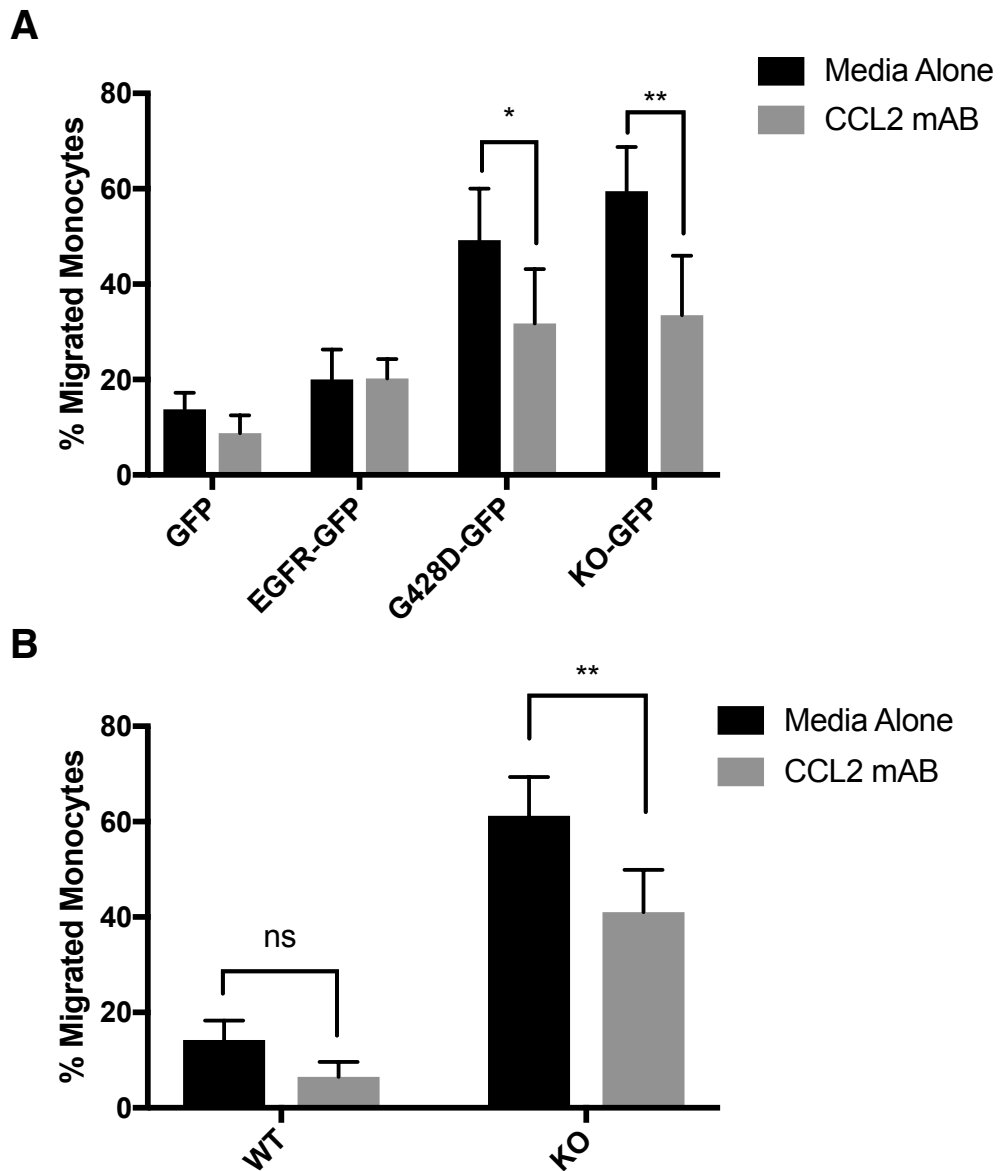 A
Media Alone
CCL2 mAB
% Migrated Monocytes
80
60
40
20
0
*
**
GFP
EGFR-GFP
G428D-GFP
KO-GFP
B
Media Alone
CCL2 mAB
% Migrated Monocytes
80
60
40
20
0
ns
**
WT
KO